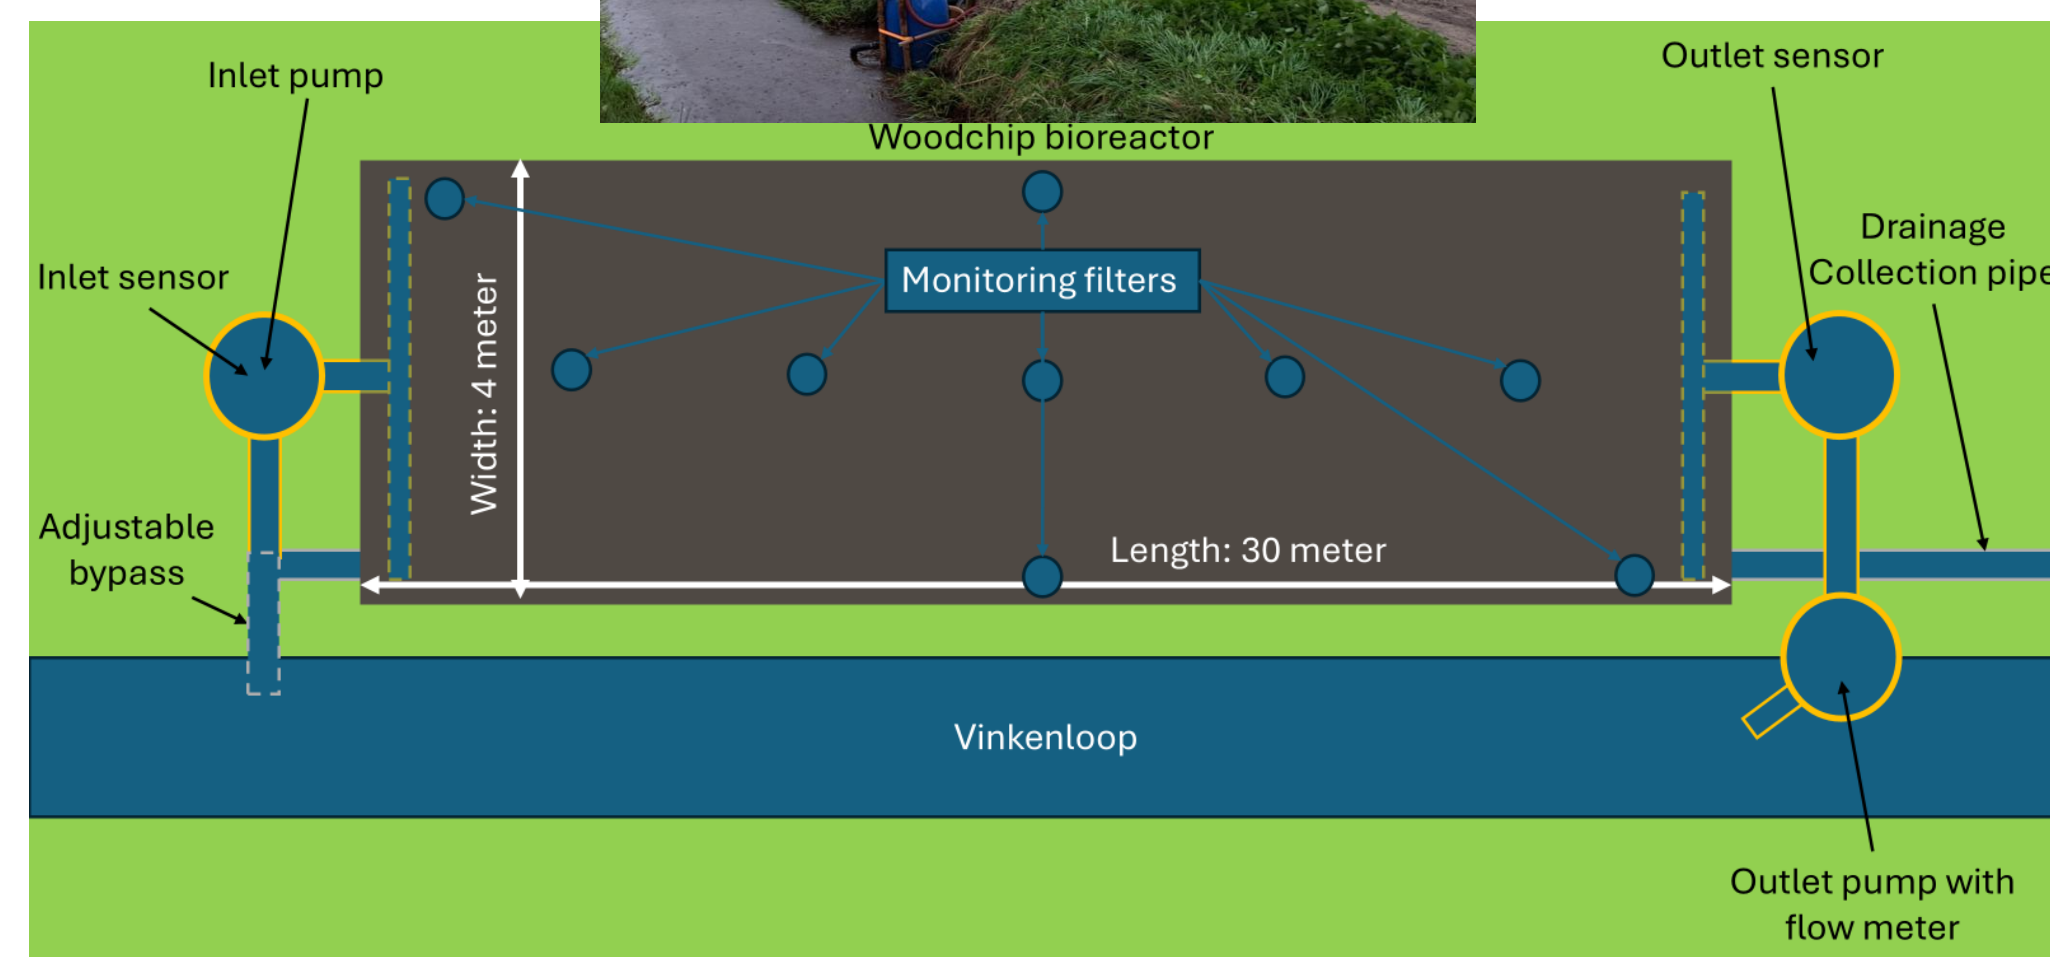 Inlet pump
Outlet sensor
Woodchip bioreactor
Drainage
Collection pipe
Inlet sensor
Monitoring filters
Width: 4 meter
Adjustable
bypass
Length: 30 meter
Vinkenloop
Outlet pump with
flow meter